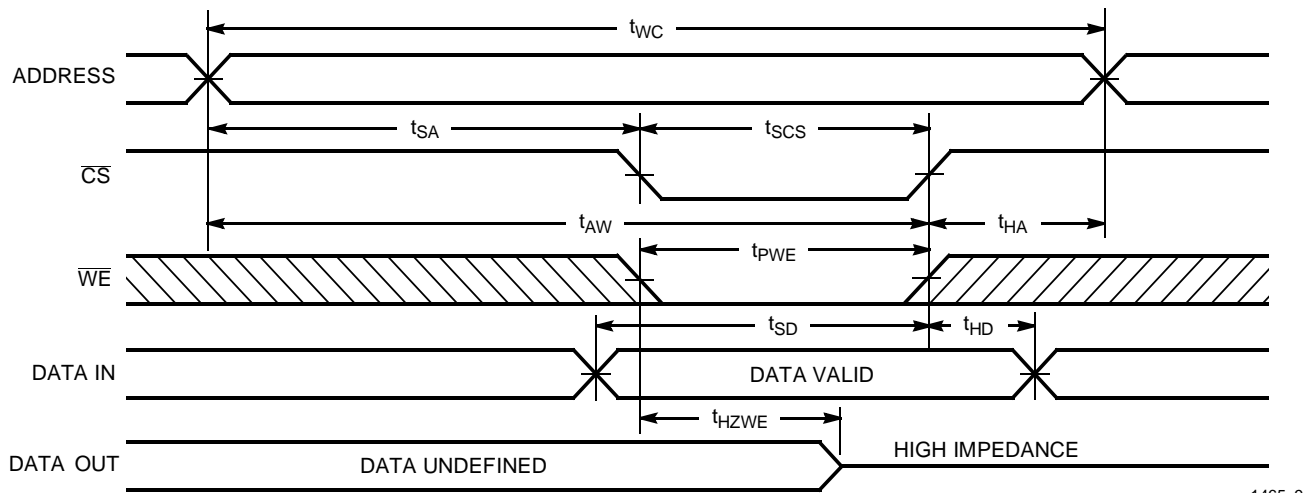 tWC
ADDRESS
tSA
tSCS
CS
tAW
tHA
tPWE
WE
tSD
tHD
DATA IN
DATA VALID
tHZWE
DATA OUT
DATA UNDEFINED
HIGH IMPEDANCE